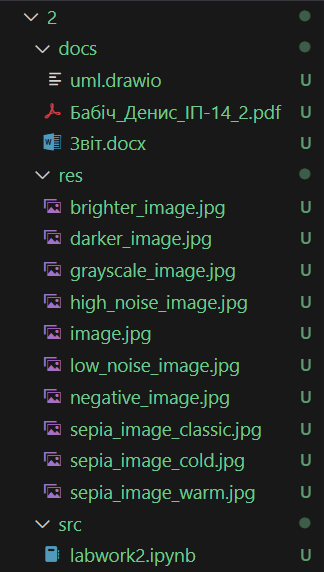 2
docs
uml.drawio U
Бабіч_Денис_ІП-14_2.pdf U
Звіт.docx U
res
brighter_image.jpg U
darker_image.jpg U
grayscale_image.jpg U
high_noise_image.jpg U
image.jpg U
low_noise_image.jpg U
negative_image.jpg U
sepia_image_classic.jpg U
sepia_image_cold.jpg U
sepia_image_warm.jpg U
src
labwork2.ipynb U